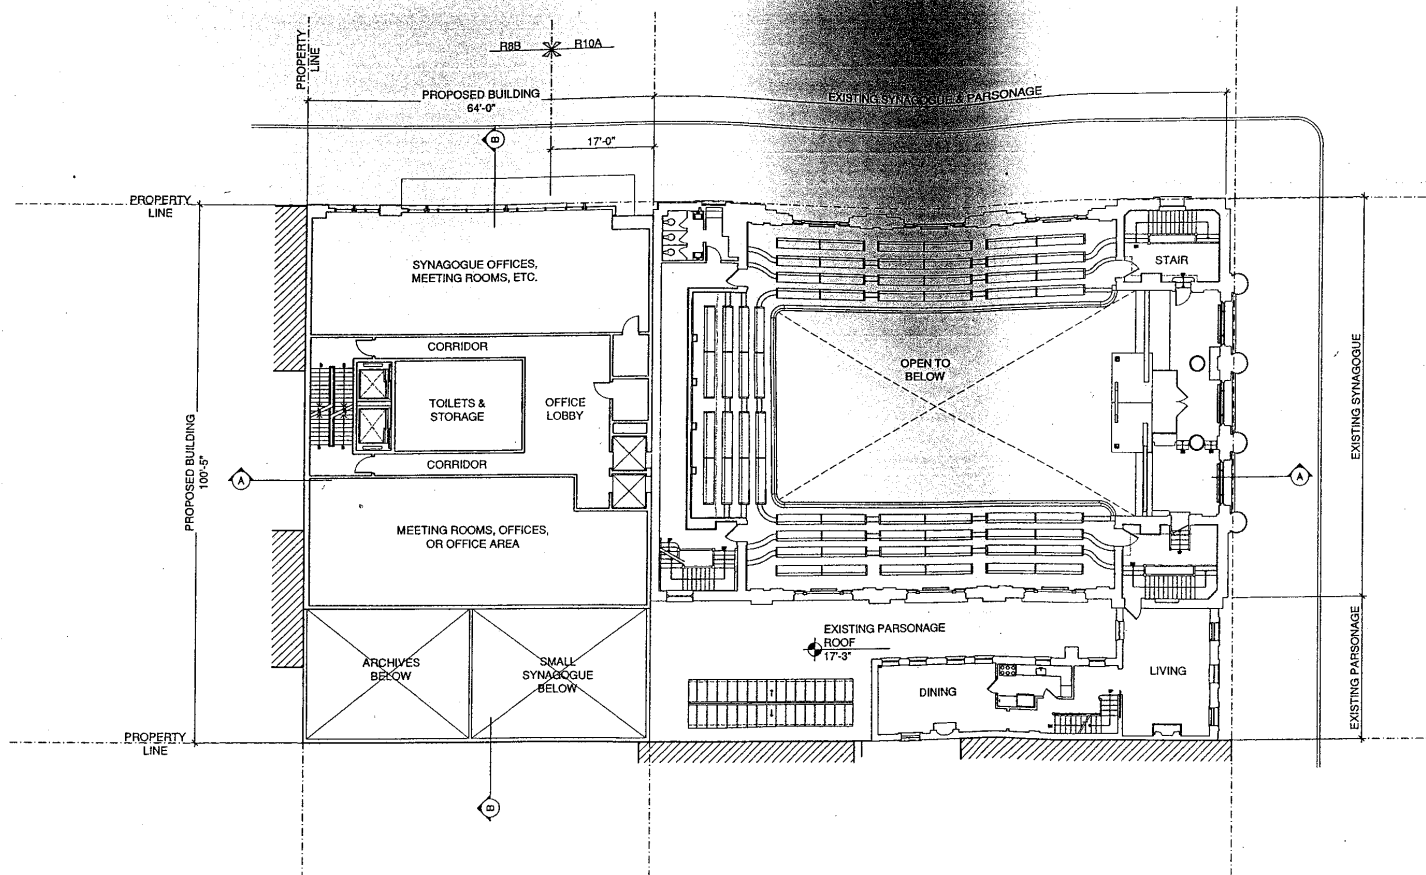 PROPERTY
LINE
R8B
R10A
PROPOSED BUILDING
64'-0"
EXISTING SYNAGOGUE & PARSONAGE
B
17'-0"
PROPERTY
LINE
SYNAGOGUE OFFICES,
MEETING ROOMS, ETC.
STAIR
CORRIDOR
OPEN TO
BELOW
TOILETS &
STORAGE
OFFICE
LOBBY
EXISTING SYNAGOGUE
PROPOSED BUILDING
100'-5"
CORRIDOR
A
A
MEETING ROOMS, OFFICES,
OR OFFICE AREA
EXISTING PARSONAGE
ROOF
17'-3"
ARCHIVES
BELOW
SMALL
SYNAGOGUE
BELOW
DINING
LIVING
EXISTING PARSONAGE
PROPERTY
LINE
B